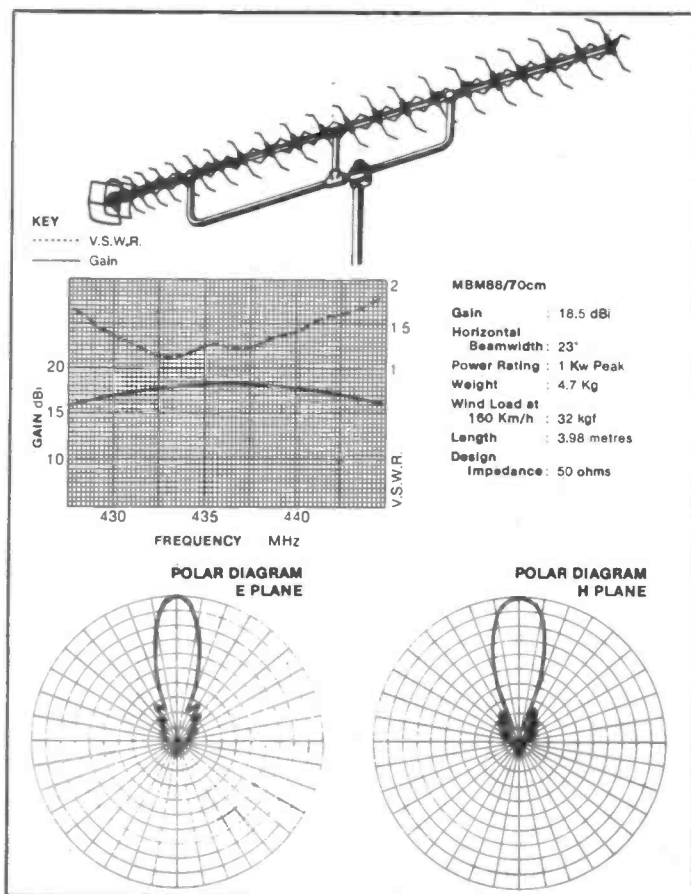 KEY
V.S.W.R.
Gain
2
1 5
1
20
15
10
GAIN dBi
V.S.W.R.
430
435
440
FREQUENCY MHz
MBM88/70cm
Gain : 18.5 dBi
Horizontal
Beamwidth : 23°
Power Rating : 1 Kw Peak
Weight : 4.7 Kg
Wind Load at
160 Km/h : 32 kgf
Length : 3.98 metres
Design
Impedance : 50 ohms
POLAR DIAGRAM
E PLANE
POLAR DIAGRAM
H PLANE